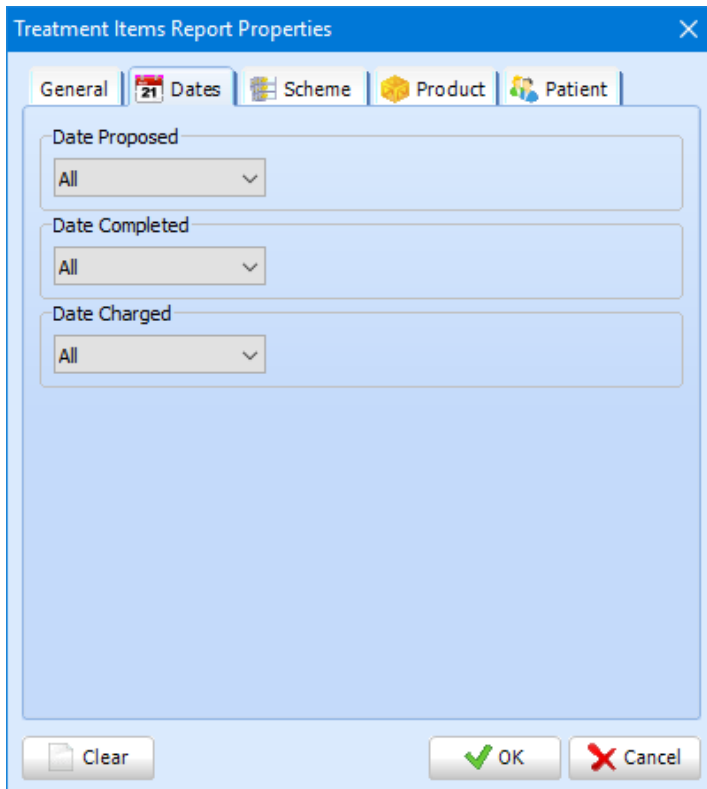 Treatment Items Report Properties
General 21 Dates Scheme Product Patient
Date Proposed
All
Date Completed
All
Date Charged
All
Clear OK Cancel